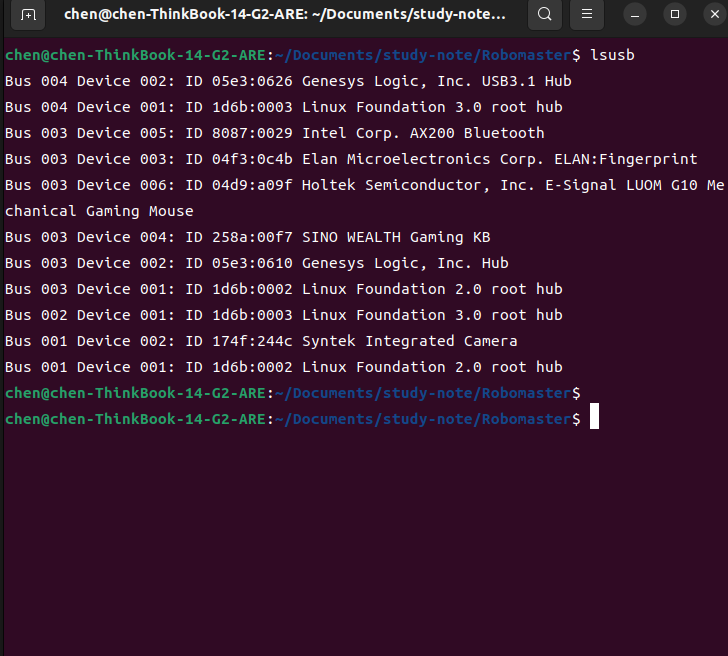 chen@chen-ThinkBook-14-G2-ARE: ~/Documents/study-note...
chen@chen-ThinkBook-14-G2-ARE:~/Documents/study-note/Robomaster$ lsusb
Bus 004 Device 002: ID 05e3:0626 Genesys Logic, Inc. USB3.1 Hub
Bus 004 Device 001: ID 1d6b:0003 Linux Foundation 3.0 root hub
Bus 003 Device 005: ID 8087:0029 Intel Corp. AX200 Bluetooth
Bus 003 Device 003: ID 04f3:0c4b Elan Microelectronics Corp. ELAN:Fingerprint
Bus 003 Device 006: ID 04d9:a09f Holtek Semiconductor, Inc. E-Signal LUOM G10 Me
chanical Gaming Mouse
Bus 003 Device 004: ID 258a:00f7 SINO WEALTH Gaming KB
Bus 003 Device 002: ID 05e3:0610 Genesys Logic, Inc. Hub
Bus 003 Device 001: ID 1d6b:0002 Linux Foundation 2.0 root hub
Bus 002 Device 001: ID 1d6b:0003 Linux Foundation 3.0 root hub
Bus 001 Device 002: ID 174f:244c Syntek Integrated Camera
Bus 001 Device 001: ID 1d6b:0002 Linux Foundation 2.0 root hub
chen@chen-ThinkBook-14-G2-ARE:~/Documents/study-note/Robomaster$
chen@chen-ThinkBook-14-G2-ARE:~/Documents/study-note/Robomaster$